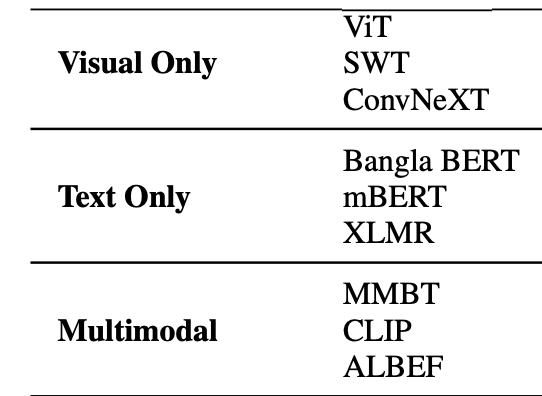 ViT
Visual Only SWT
ConvNeXT
Bangla BERT
Text Only mBERT
XLMR
MMBT
Multimodal CLIP
ALBEF